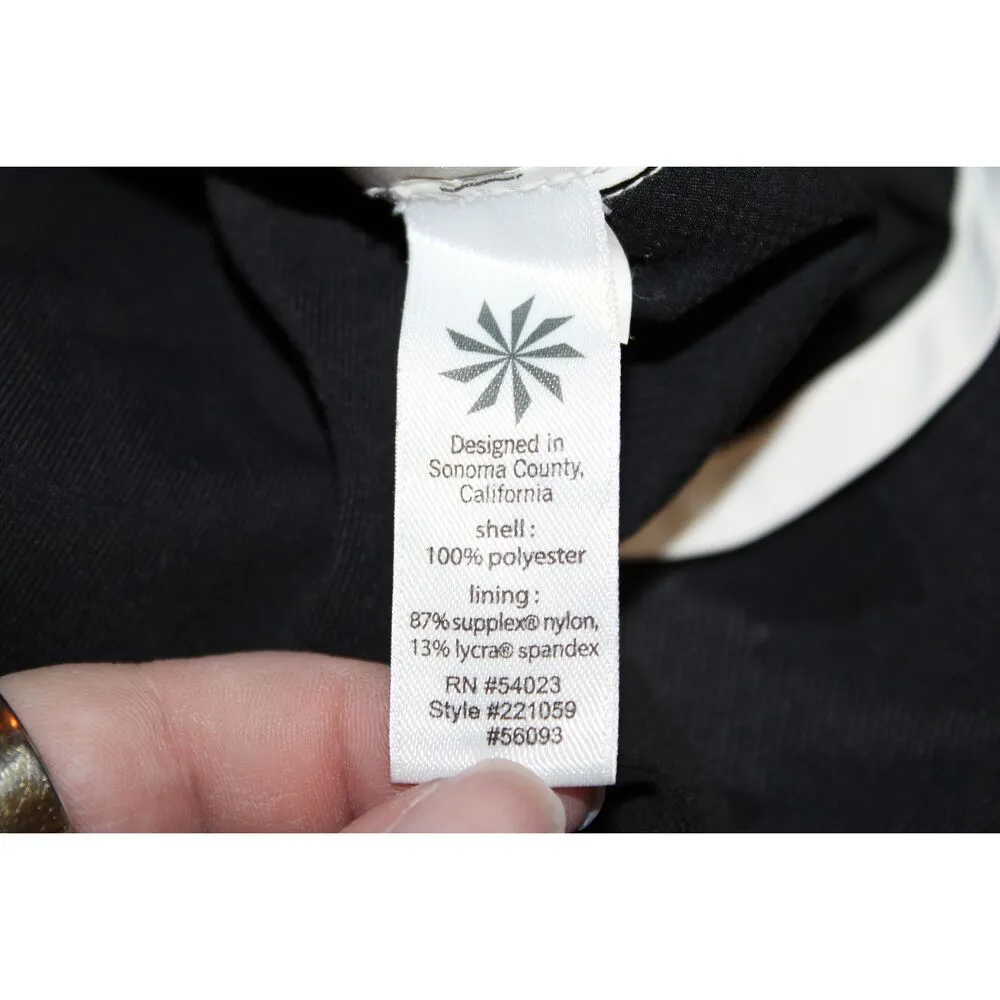 Designed in
Sonoma County,
California
shell :
100% polyester
lining :
87% supplex® nylon,
13% lycra® spandex
RN #54023
Style #221059
#56093